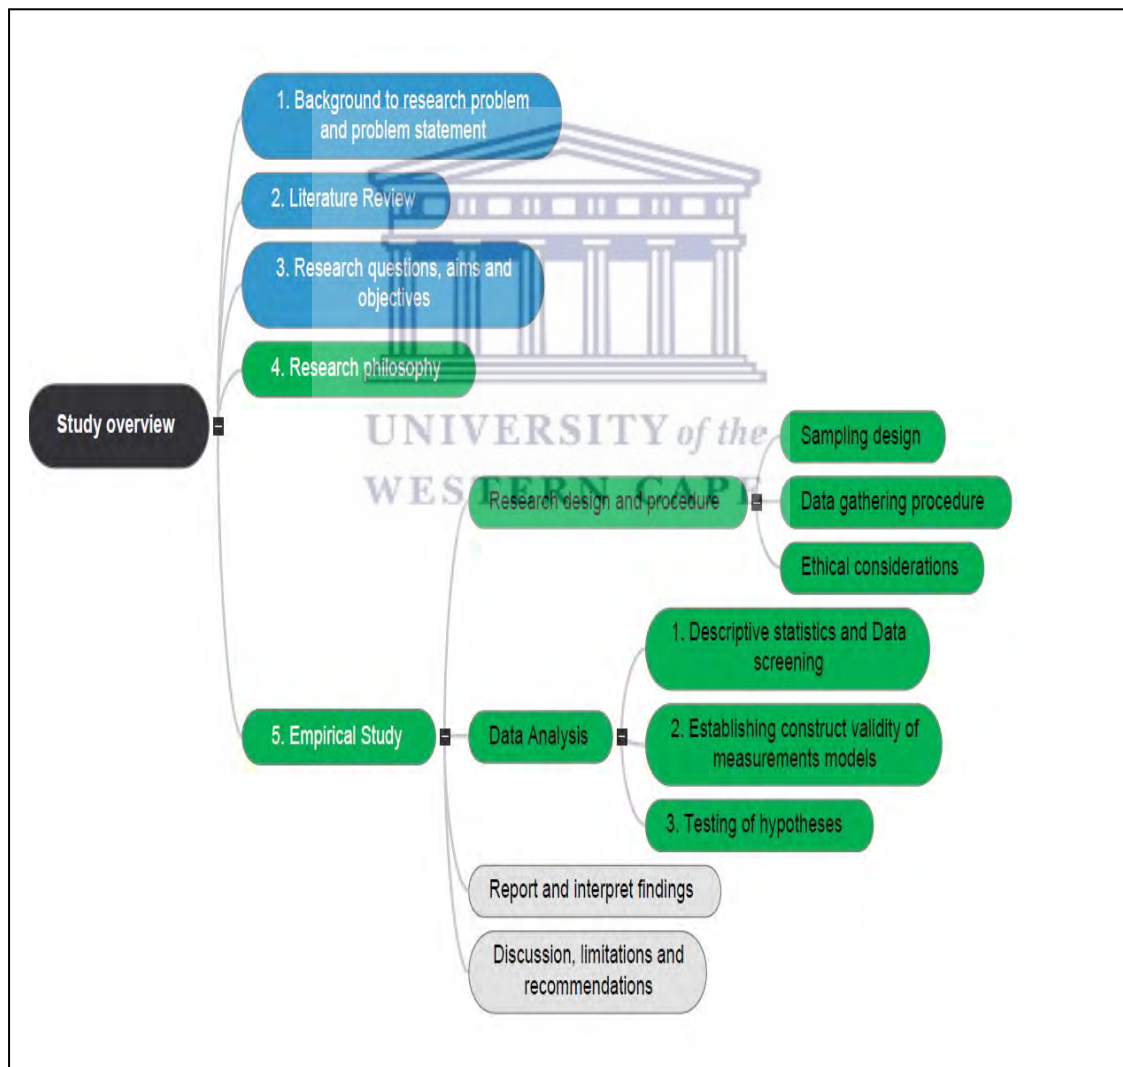 1. Background to research problem
and problem statement
2. Literature Review
3. Research questions, aims and
objectives
4. Research philosophy
Study overview
UNIVERSITY of the
WESTERN CAPE
Research design and procedure
Sampling design
Data gathering procedure
Ethical considerations
5. Empirical Study
Data Analysis
1. Descriptive statistics and Data
screening
2. Establishing construct validity of
measurements models
3. Testing of hypotheses
Report and interpret findings
Discussion, limitations and
recommendations